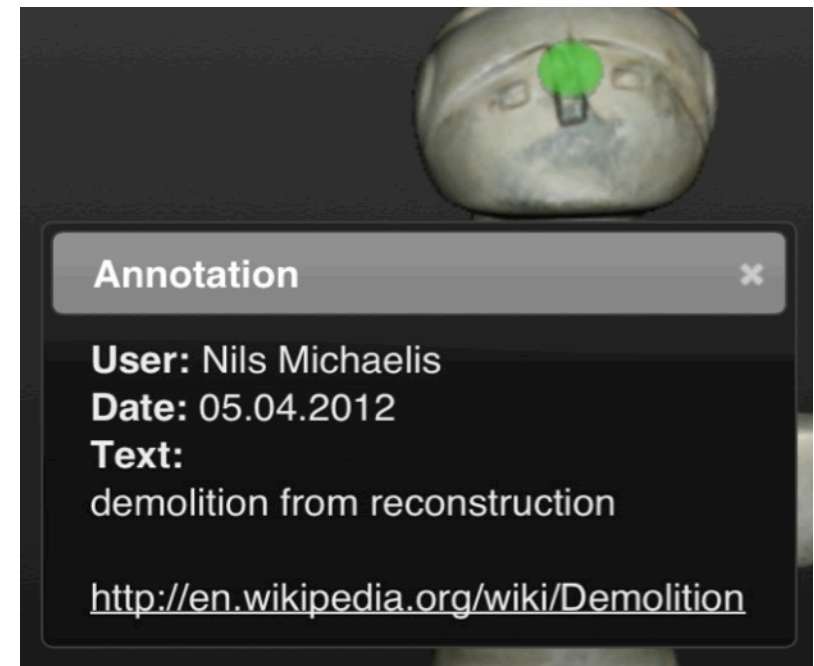 Annotation
User: Nils Michaelis
Date: 05.04.2012
Text:
demolition from reconstruction
http://en.wikipedia.org/wiki/Demolition